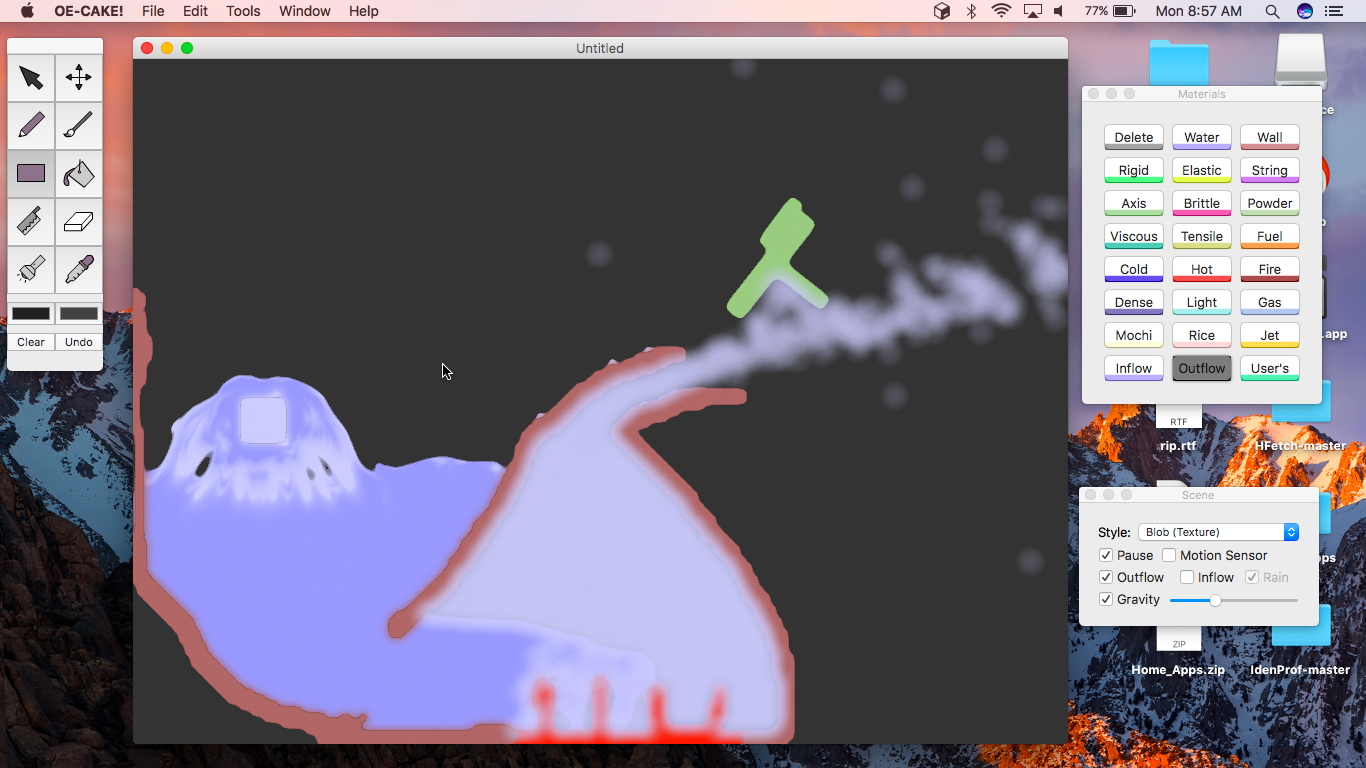 OE-CAKE! File Edit Tools Window Help 77% Mon 8:57 AM
Untitled
Clear Undo
Materials
Delete Water Wall
Rigid Elastic String
Axis Brittle Powder
Viscous Tensile Fuel
Cold Hot Fire
Dense Light Gas
Mochi Rice Jet
Inflow Outflow User's
ce
.app
RTF
rip.rtf HFetch-master
Scene
Style: Blob (Texture)
Pause Motion Sensor
Outflow Inflow Rain
Gravity
ps
ZIP
Home_Apps.zip IdenProf-master